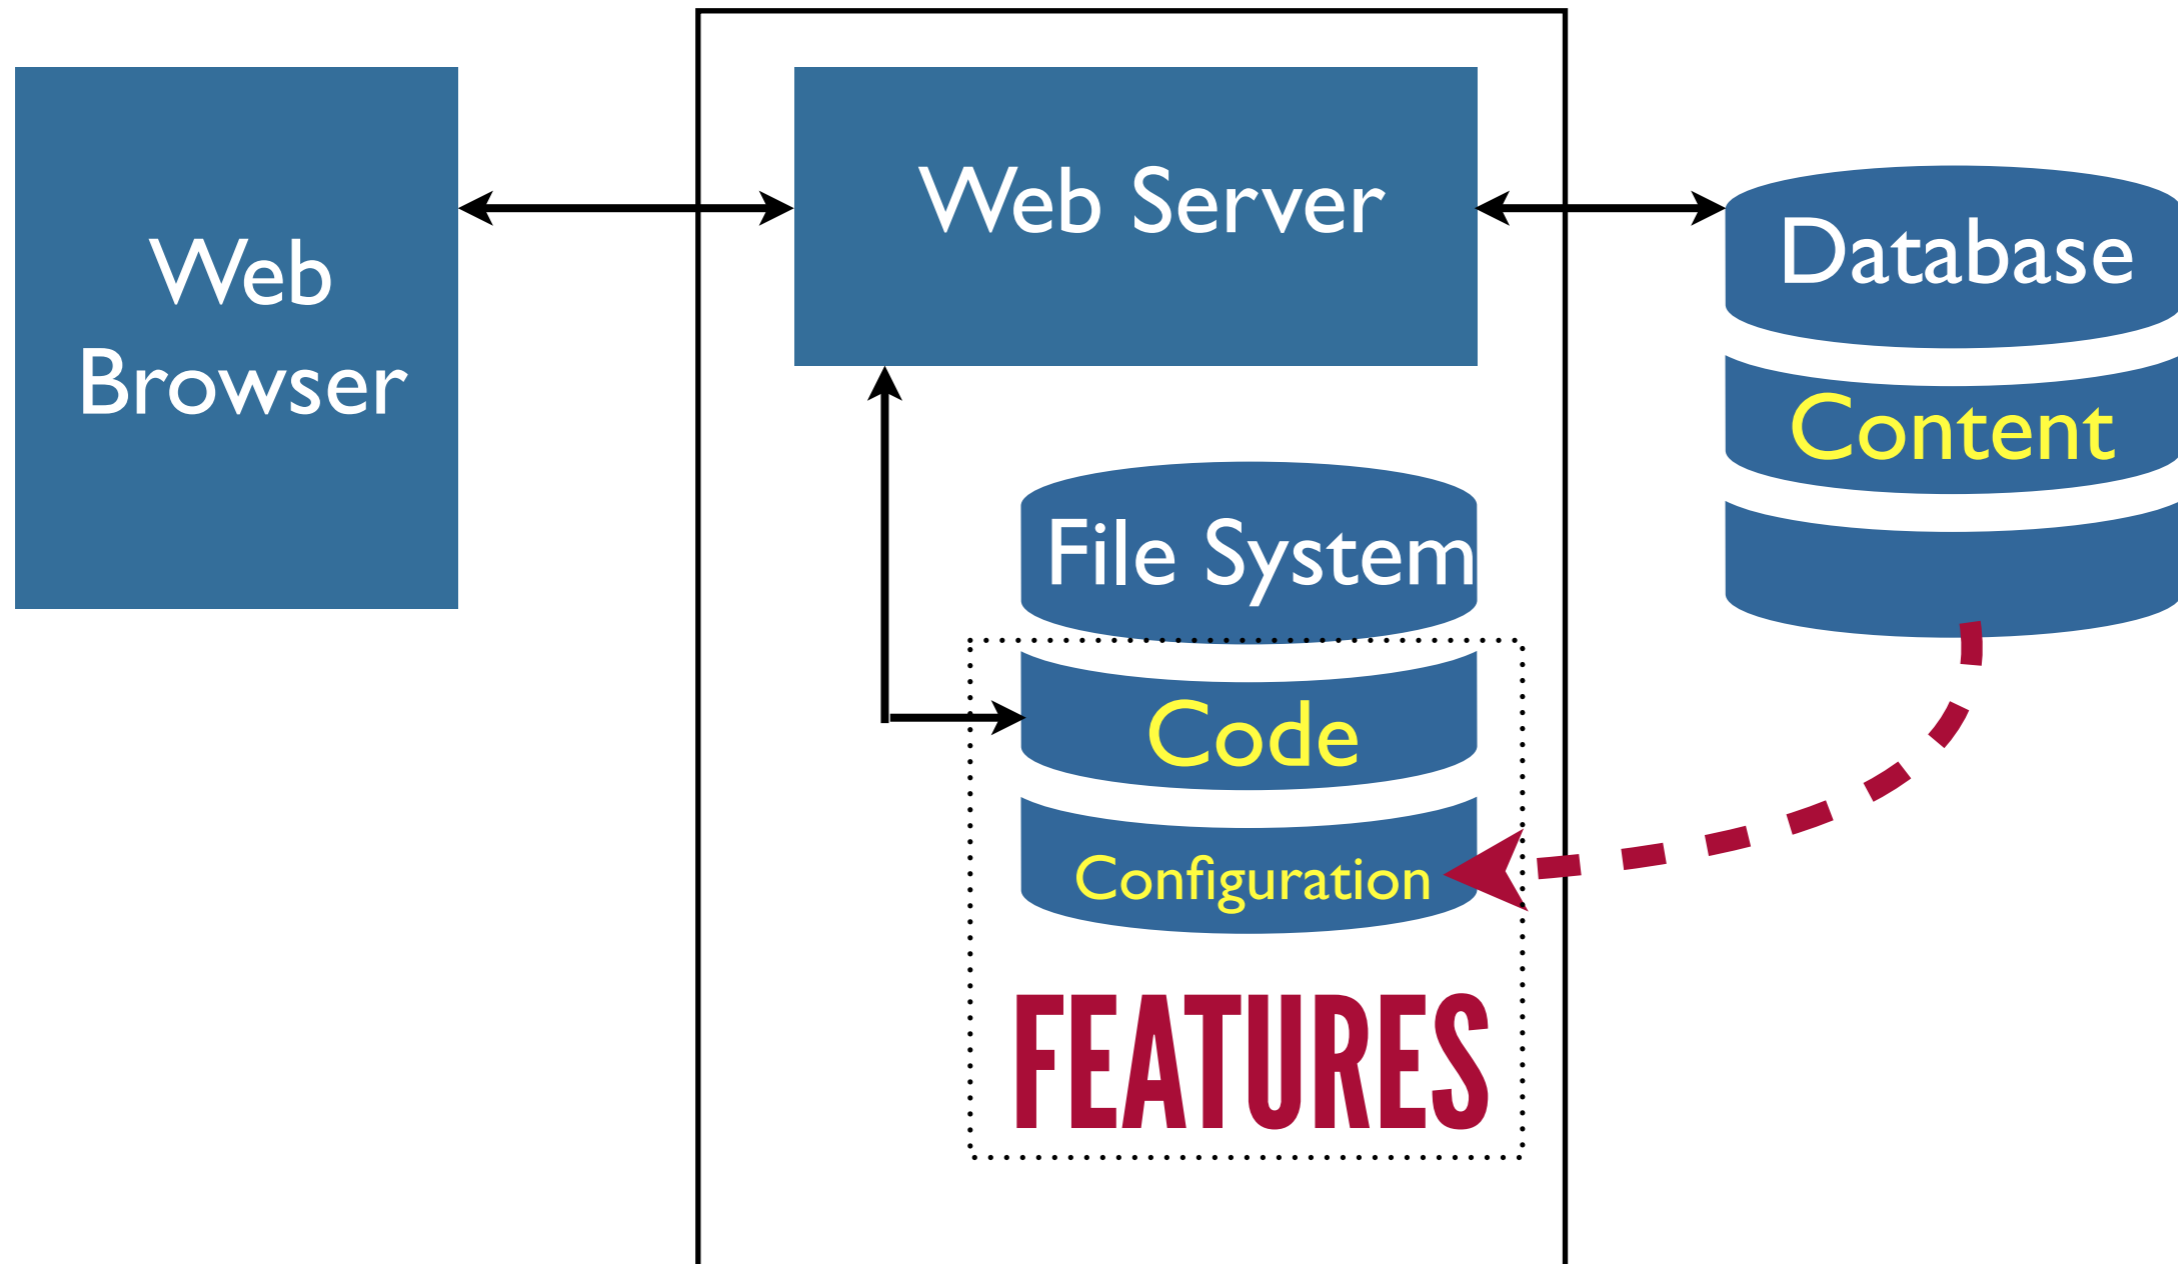 Web
Browser
Web Server
Database
Content
File System
Code
Configuration
FEATURES